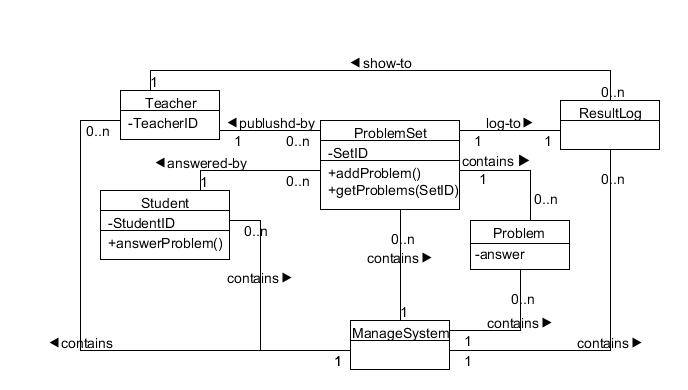 ◀ show-to
1
0..n
Teacher
-TeacherID
0..n
◀ publushd-by
1
0..n
ProblemSet
-SetID
+addProblem()
+getProblems(SetID)
log-to ▶
1
1
ResultLog
0..n
◀ answered-by
1
0..n
contains ▶
1
0..n
Student
-StudentID
+answerProblem()
0..n
Problem
-answer
0..n
contains ▶
contains ▶
0..n
contains ▶
1
ManageSystem
◀ contains
1
1
1
contains ▶